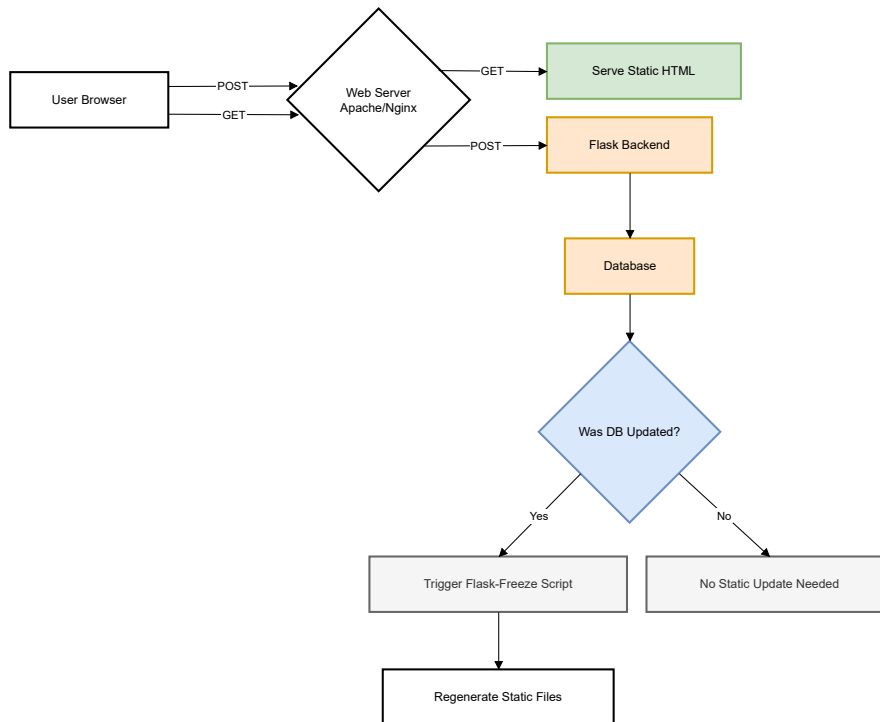 User Browser
POST
GET
Web Server
Apache/Nginx
GET
Serve Static HTML
POST
Flask Backend
Database
Was DB Updated?
Yes
No
Trigger Flask-Freeze Script
No Static Update Needed
Regenerate Static Files